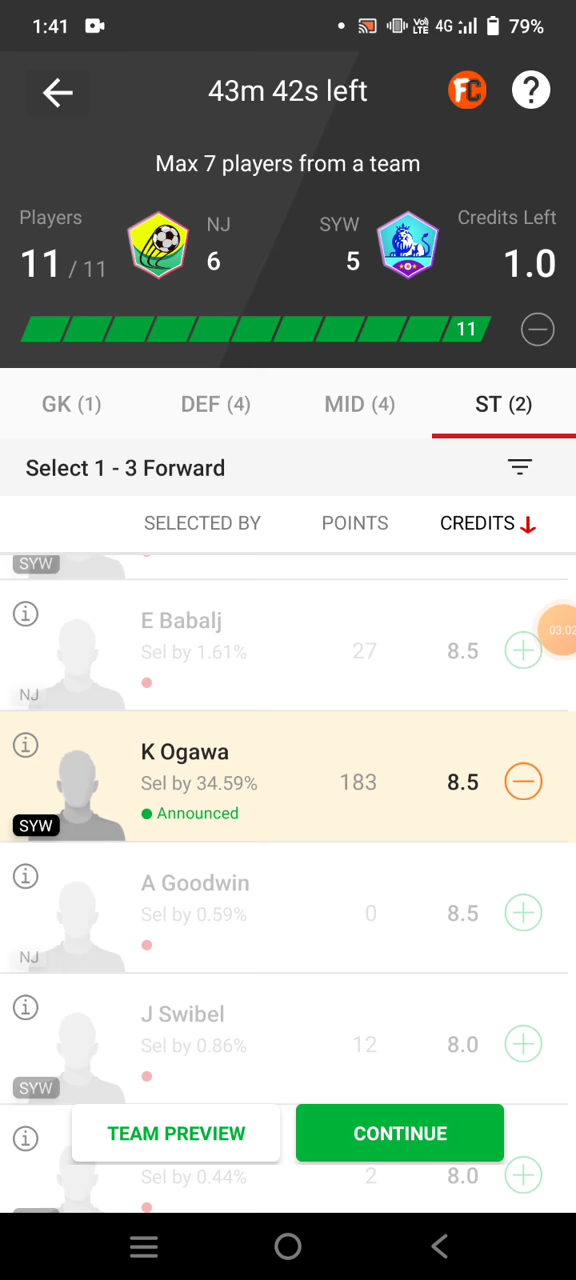 1:41 Vo) LTE 4G 79%
43m 42s left FC ?
Max 7 players from a team
Players NJ SYW Credits Left
11 / 11 6 5 1.0
11
GK (1) DEF (4) MID (4) ST (2)
Select 1 - 3 Forward
SELECTED BY POINTS CREDITS
SYW
E Babalj
Sel by 1.61% 27 8.5
NJ
03:02
K Ogawa
Sel by 34.59% 183 8.5
SYW Announced
A Goodwin
Sel by 0.59% 0 8.5
NJ
J Swibel
Sel by 0.86% 12 8.0
SYW
TEAM PREVIEW CONTINUE
Sel by 0.44% 2 8.0